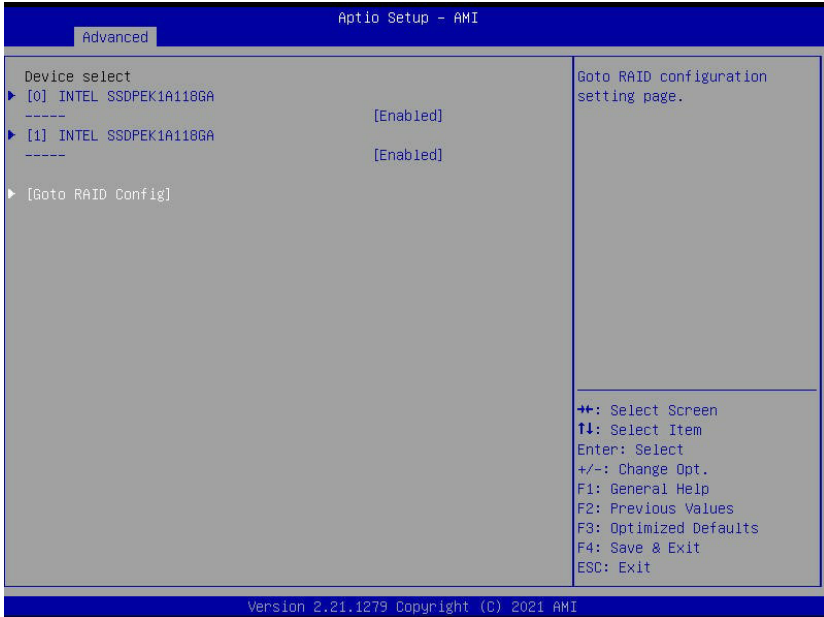 Aptio Setup – AMI
Advanced
Device select
▶ [0] INTEL SSDPEK1A118GA
----- [Enabled]
▶ [1] INTEL SSDPEK1A118GA
----- [Enabled]
▶ [Goto RAID Config]
Goto RAID configuration
setting page.
→←: Select Screen
↑↓: Select Item
Enter: Select
+/-: Change Opt.
F1: General Help
F2: Previous Values
F3: Optimized Defaults
F4: Save & Exit
ESC: Exit
Version 2.21.1279 Copyright (C) 2021 AMI